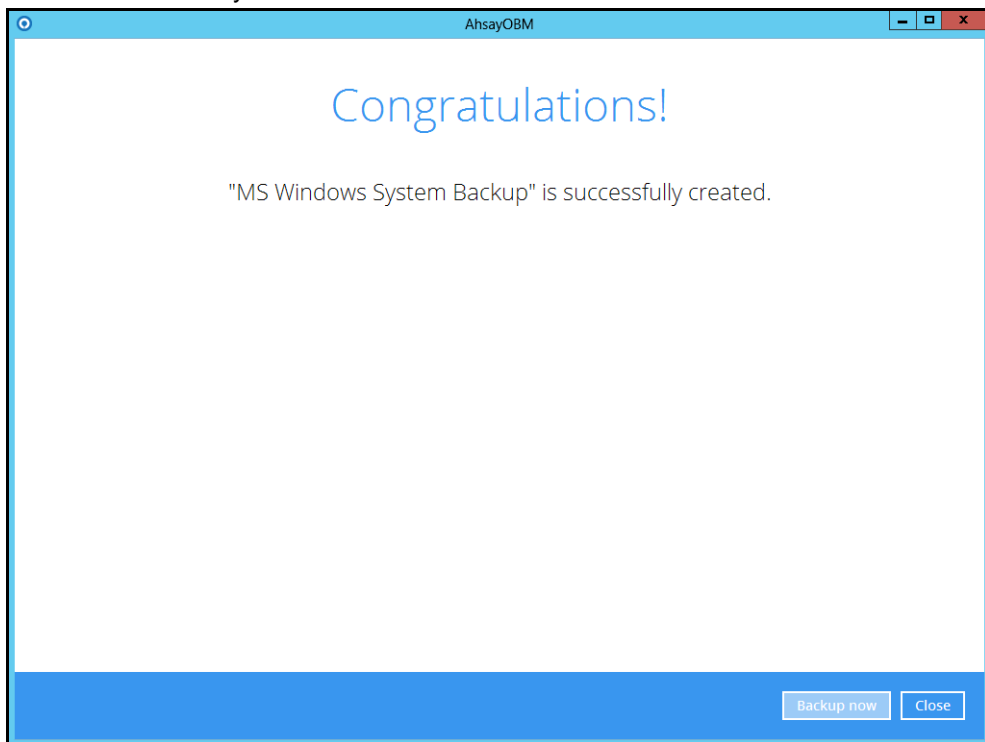 AhsayOBM
Congratulations!
"MS Windows System Backup" is successfully created.
Backup now Close